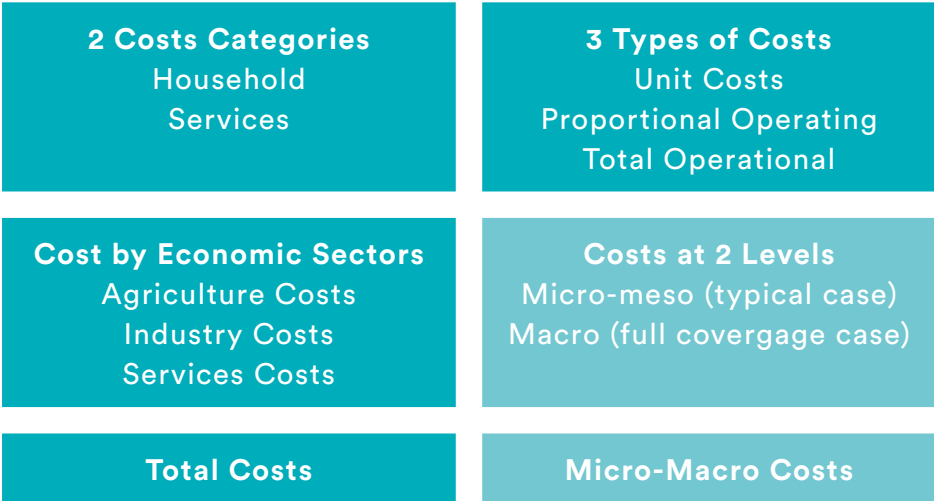 2 Costs Categories
Household
Services
3 Types of Costs
Unit Costs
Proportional Operating
Total Operational
Cost by Economic Sectors
Agriculture Costs
Industry Costs
Services Costs
Costs at 2 Levels
Micro-meso (typical case)
Macro (full covergage case)
Total Costs
Micro-Macro Costs